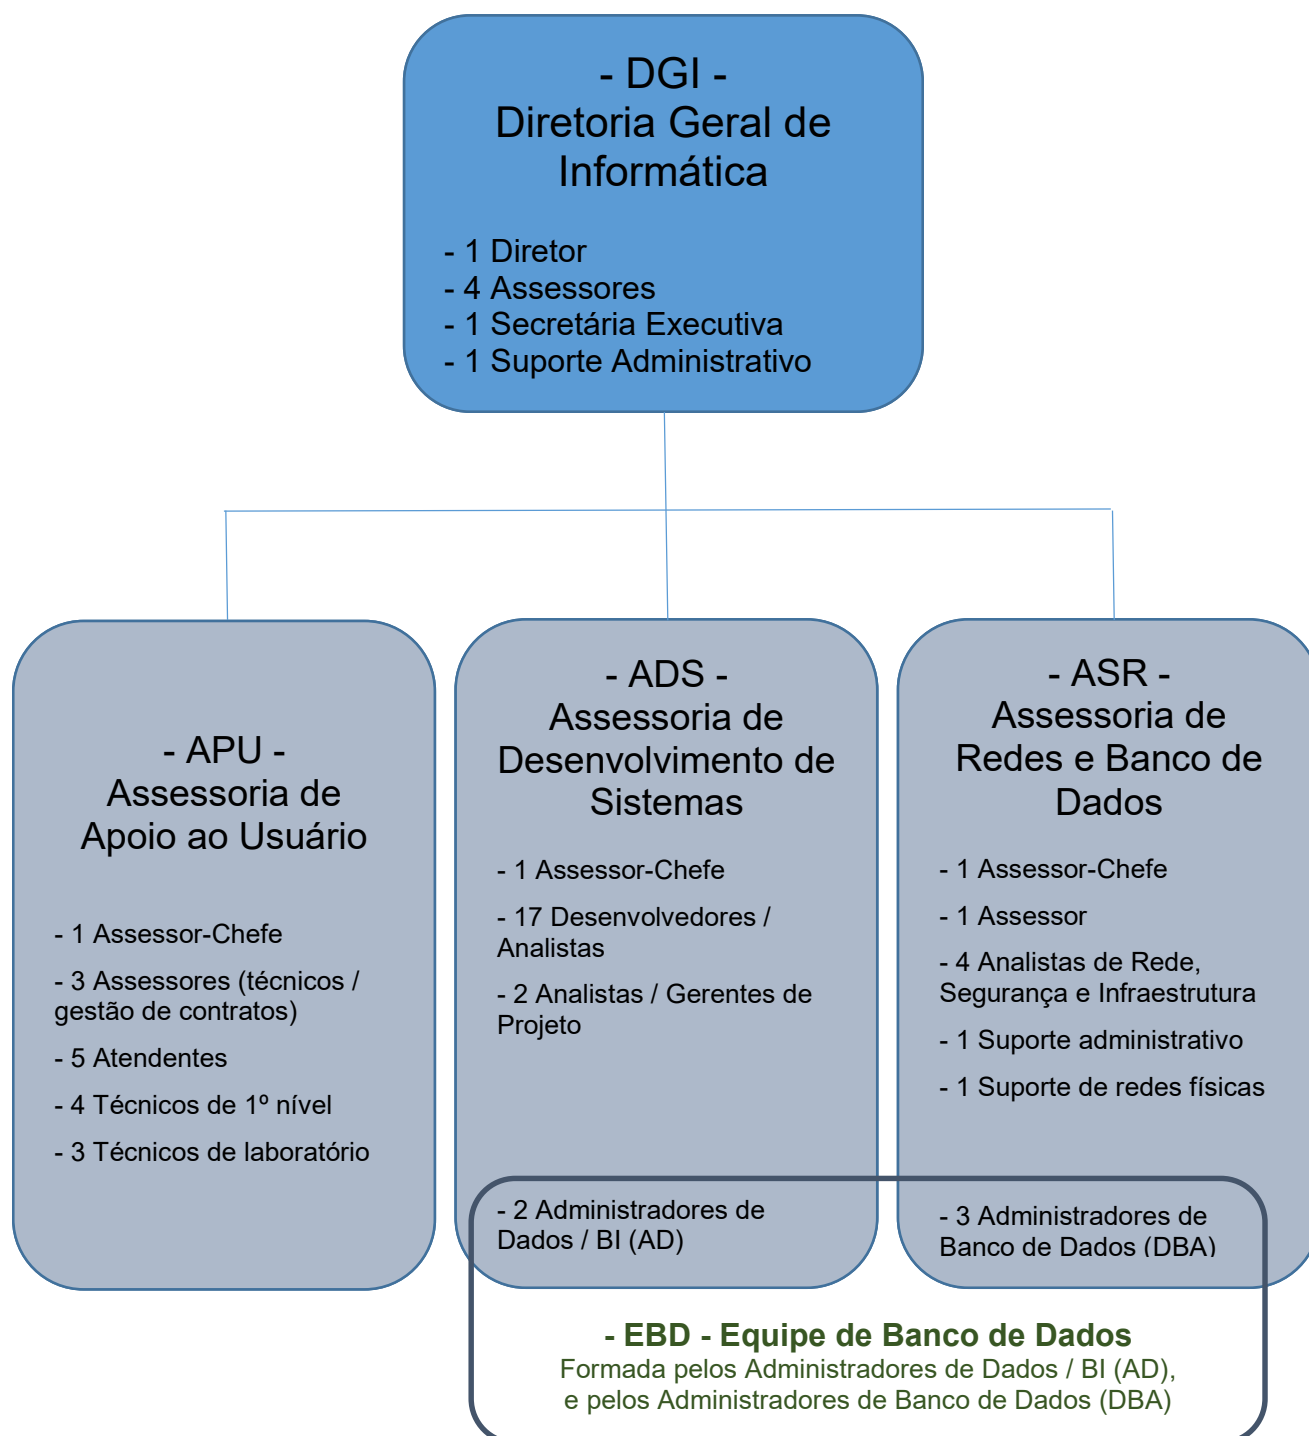 - DGI -
Diretoria Geral de
Informática
- 1 Diretor
- 4 Assessores
- 1 Secretária Executiva
- 1 Suporte Administrativo
- APU -
Assessoria de
Apoio ao Usuário
- 1 Assessor-Chefe
- 3 Assessores (técnicos /
gestão de contratos)
- 5 Atendentes
- 4 Técnicos de 1º nível
- 3 Técnicos de laboratório
- ADS -
Assessoria de
Desenvolvimento de
Sistemas
- 1 Assessor-Chefe
- 17 Desenvolvedores /
Analistas
- 2 Analistas / Gerentes de
Projeto
- 2 Administradores de
Dados / BI (AD)
- ASR -
Assessoria de
Redes e Banco de
Dados
- 1 Assessor-Chefe
- 1 Assessor
- 4 Analistas de Rede,
Segurança e Infraestrutura
- 1 Suporte administrativo
- 1 Suporte de redes físicas
- 3 Administradores de
Banco de Dados (DBA)
- EBD - Equipe de Banco de Dados
Formada pelos Administradores de Dados / BI (AD),
e pelos Administradores de Banco de Dados (DBA)